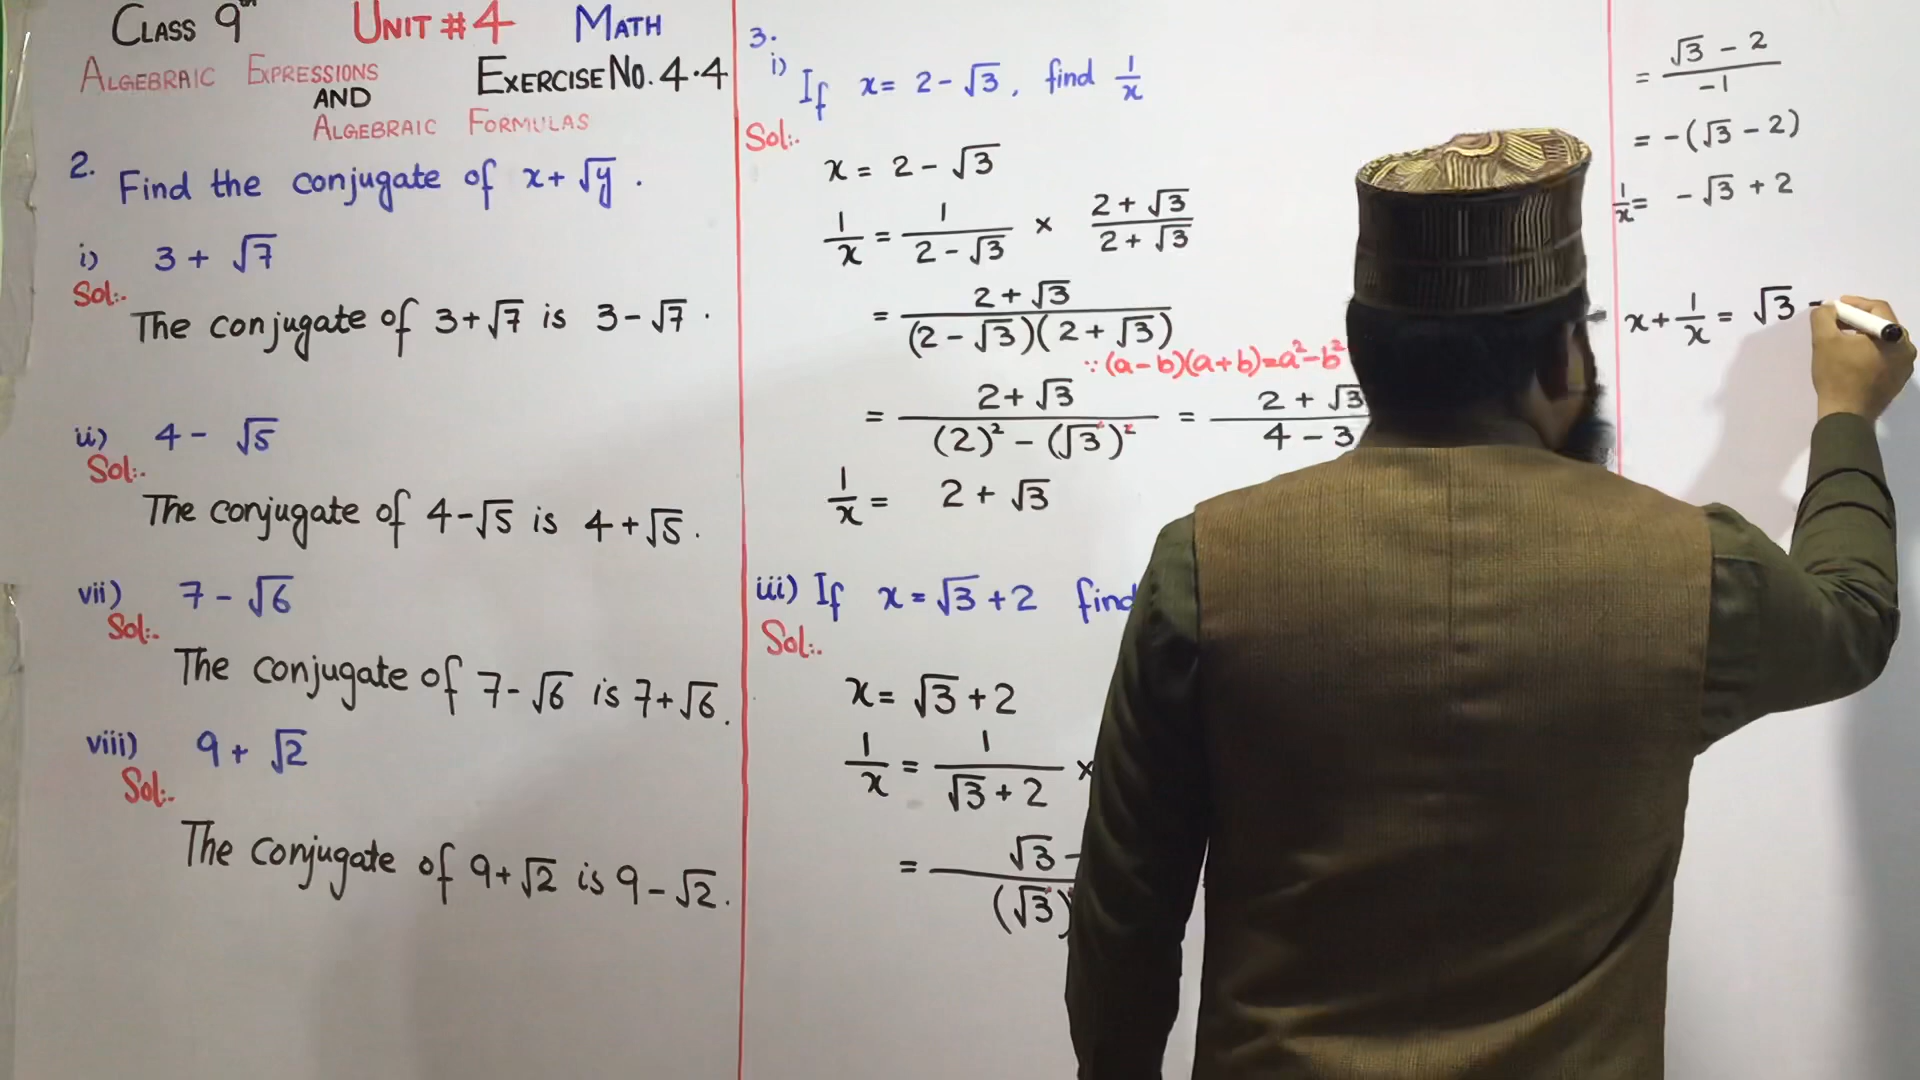 CLASS 9th UNIT # 4 MATH
ALGEBRAIC EXPRESSIONS
AND
ALGEBRAIC FORMULAS
EXERCISE NO. 4.4
2. Find the conjugate of x+√y .
i) 3 + √7
Sol:.
The conjugate of 3+√7 is 3-√7 .
ii) 4 - √5
Sol:.
The conjugate of 4-√5 is 4+√5 .
vii) 7 - √6
Sol:.
The conjugate of 7-√6 is 7+√6 .
viii) 9 + √2
Sol:.
The conjugate of 9+√2 is 9-√2 .
3.
i) If x = 2 - √3 , find 1/x
Sol:.
x = 2 - √3
1/x = 1/(2 - √3) × (2 + √3)/(2 + √3)
= (2 + √3)/((2 - √3)(2 + √3))
∵ (a-b)(a+b)=a²-b²
= (2 + √3)/((2)² - (√3)²) = (2 + √3)/(4 - 3)
1/x = 2 + √3
iii) If x = √3 + 2 find
Sol:.
x = √3 + 2
1/x = 1/(√3 + 2) ×
= √3 -
(√3)
= (√3 - 2)/-1
= -(√3 - 2)
1/x = -√3 + 2
x + 1/x = √3